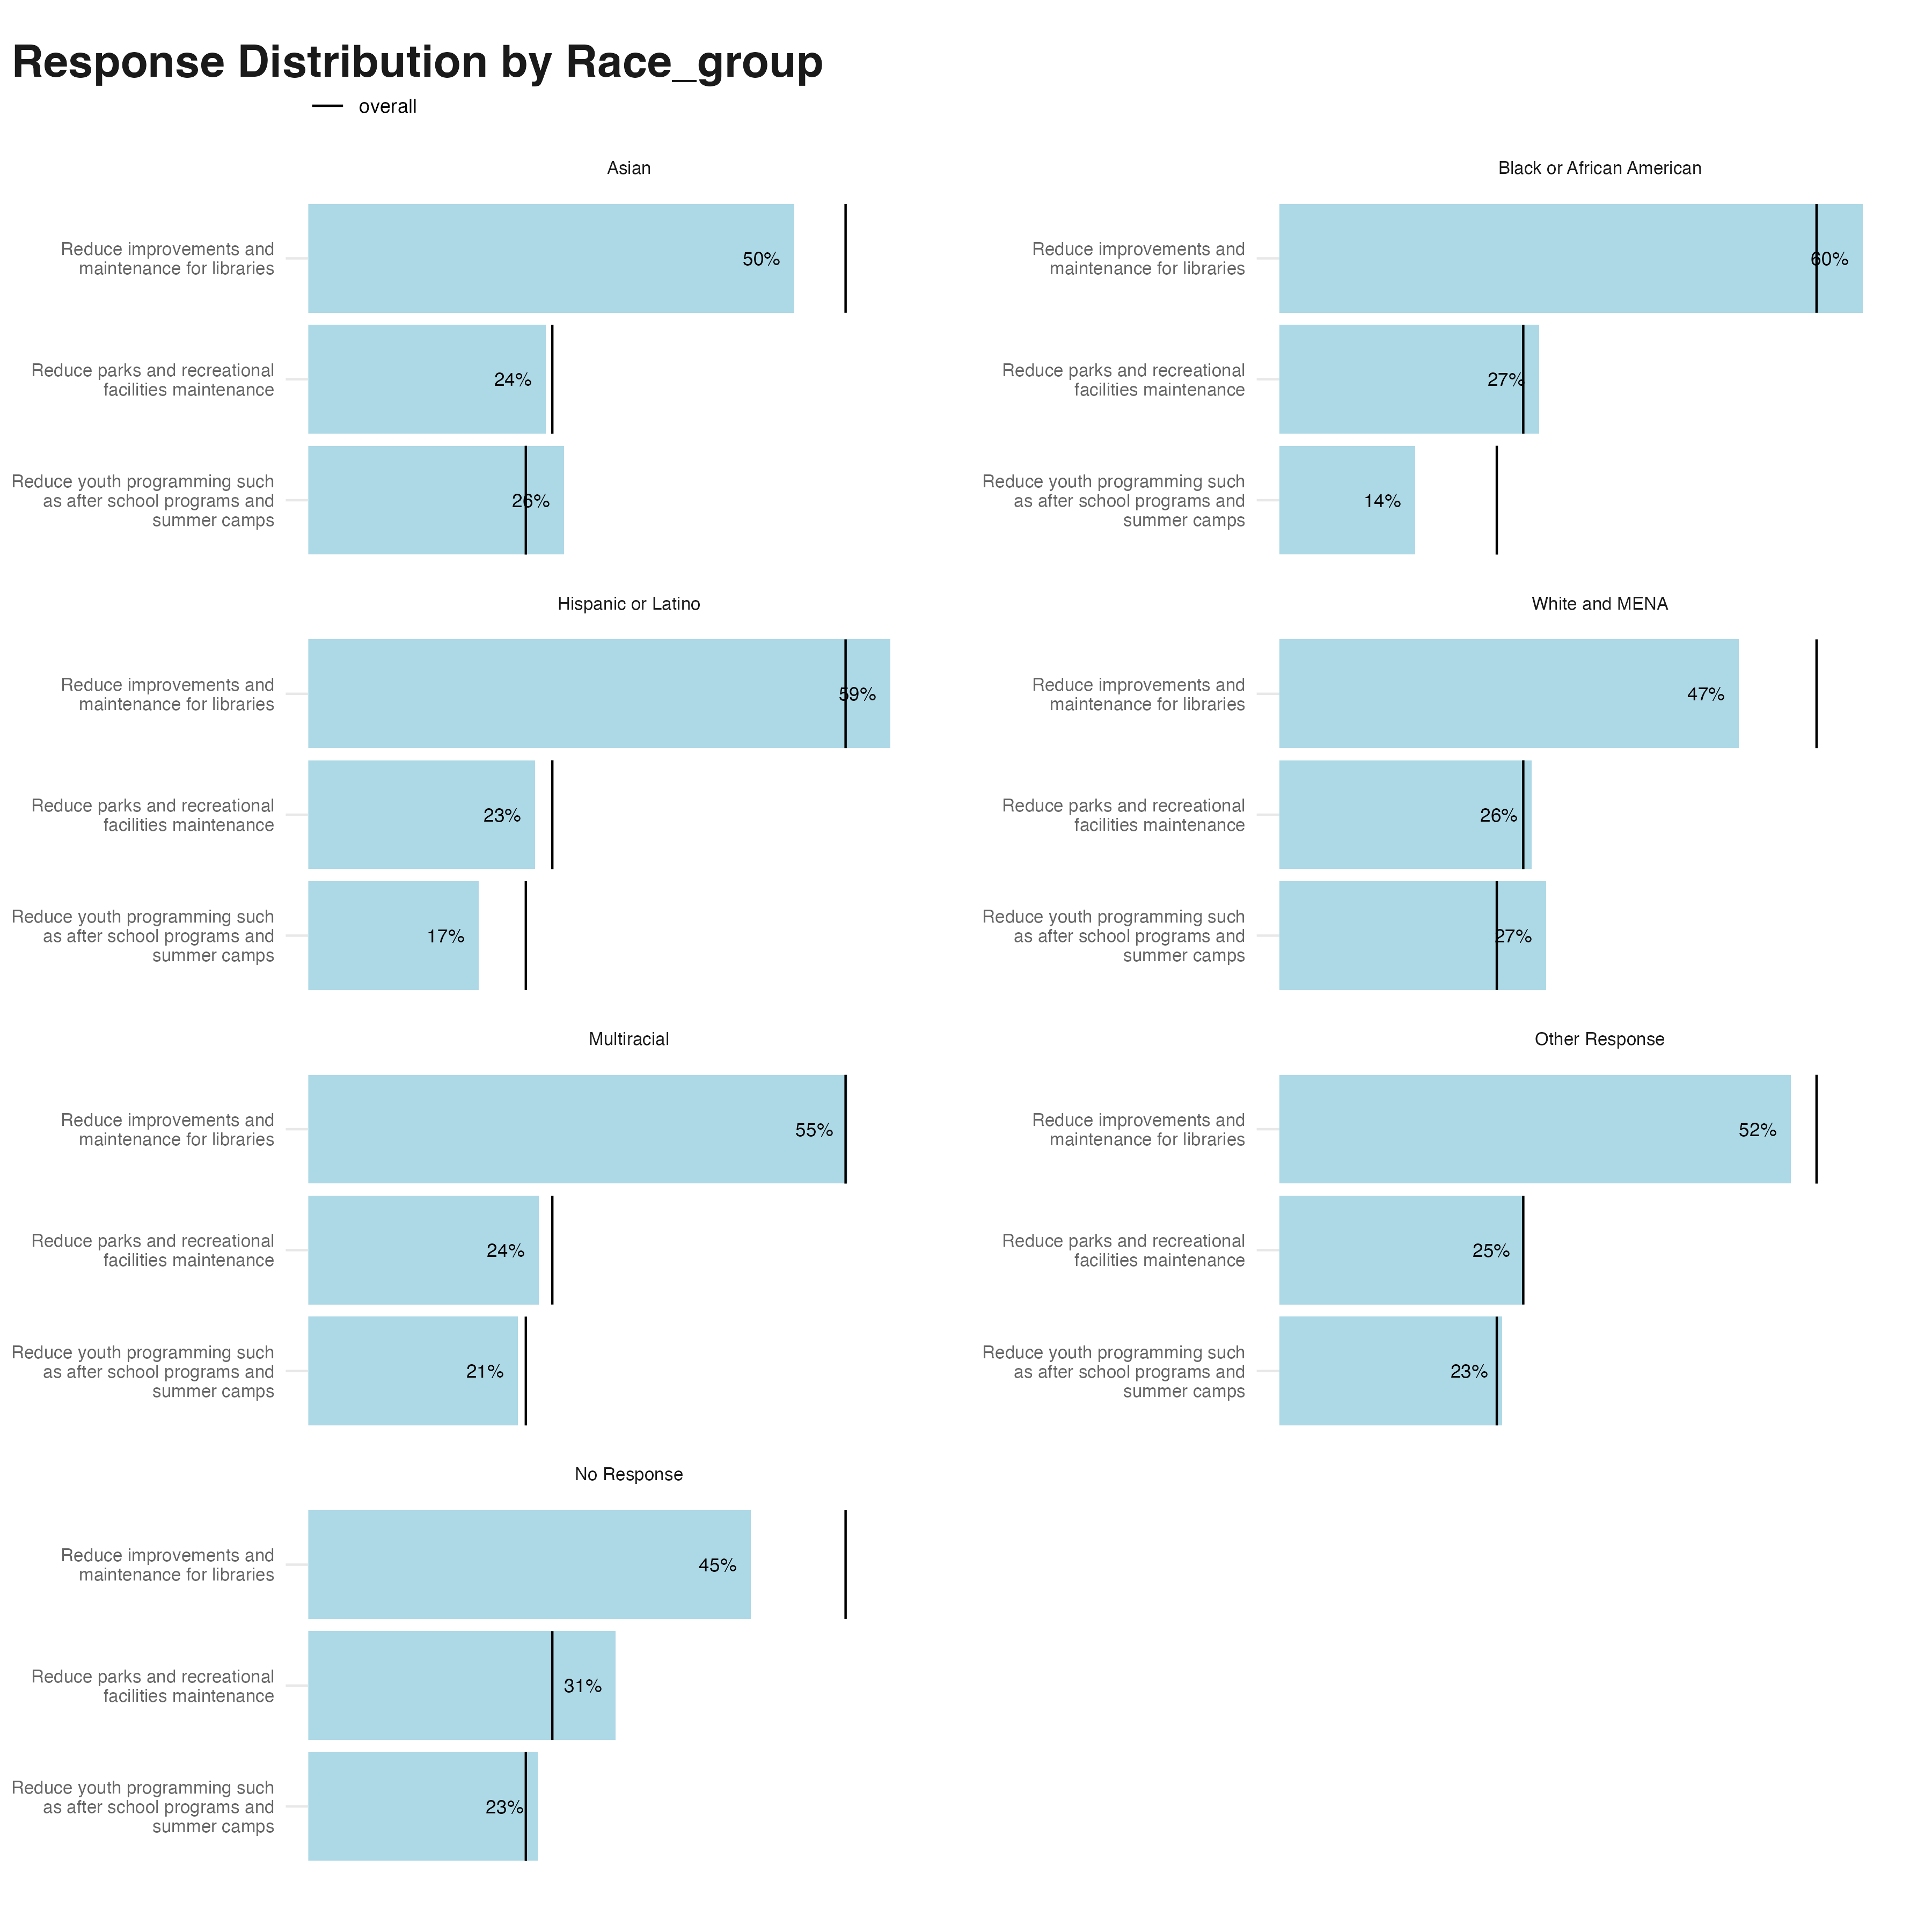 Response Distribution by Race_group
overall
Asian
Reduce improvements and
maintenance for libraries
50%
Reduce parks and recreational
facilities maintenance
24%
Reduce youth programming such
as after school programs and
summer camps
26%
Black or African American
Reduce improvements and
maintenance for libraries
60%
Reduce parks and recreational
facilities maintenance
27%
Reduce youth programming such
as after school programs and
summer camps
14%
Hispanic or Latino
Reduce improvements and
maintenance for libraries
59%
Reduce parks and recreational
facilities maintenance
23%
Reduce youth programming such
as after school programs and
summer camps
17%
White and MENA
Reduce improvements and
maintenance for libraries
47%
Reduce parks and recreational
facilities maintenance
26%
Reduce youth programming such
as after school programs and
summer camps
27%
Multiracial
Reduce improvements and
maintenance for libraries
55%
Reduce parks and recreational
facilities maintenance
24%
Reduce youth programming such
as after school programs and
summer camps
21%
Other Response
Reduce improvements and
maintenance for libraries
52%
Reduce parks and recreational
facilities maintenance
25%
Reduce youth programming such
as after school programs and
summer camps
23%
No Response
Reduce improvements and
maintenance for libraries
45%
Reduce parks and recreational
facilities maintenance
31%
Reduce youth programming such
as after school programs and
summer camps
23%